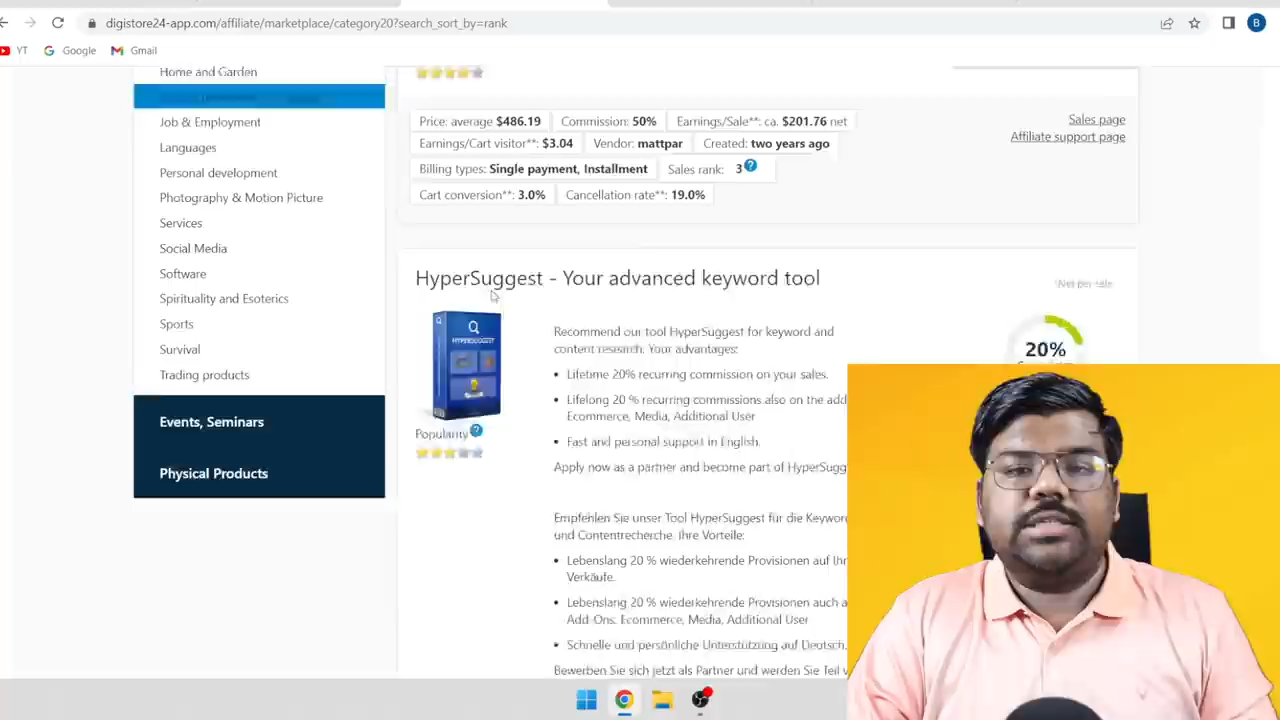 digistore24-app.com/affiliate/marketplace/category20?search_sort_by=rank
B
YT
Google
Gmail
Home and Garden
Job & Employment
Languages
Personal development
Photography & Motion Picture
Services
Social Media
Software
Spirituality and Esoterics
Sports
Survival
Trading products
Events, Seminars
Physical Products
Price: average $486.19 Commission: 50% Earnings/Sale**: ca. $201.76 net
Earnings/Cart visitor**: $3.04 Vendor: mattpar Created: two years ago
Billing types: Single payment, Installment Sales rank: 3 ?
Cart conversion**: 3.0% Cancellation rate**: 19.0%
Sales page
Affiliate support page
HyperSuggest - Your advanced keyword tool
Net per sale
20%
HYPERSUGGEST
Popularity ?
Recommend our tool HyperSuggest for keyword and
content research. Your advantages:
• Lifetime 20% recurring commission on your sales.
• Lifelong 20 % recurring commissions also on the add
Ecommerce, Media, Additional User
• Fast and personal support in English.
Apply now as a partner and become part of HyperSugg
Empfehlen Sie unser Tool HyperSuggest für die Keywor
und Contentrecherche. Ihre Vorteile:
• Lebenslang 20 % wiederkehrende Provisionen auf Ih
Verkäufe.
• Lebenslang 20 % wiederkehrende Provisionen auch a
Add-Ons. Ecommerce, Media, Additional User
• Schnelle und persönliche Unterstützung auf Deutsch.
Bewerben Sie sich jetzt als Partner und werden Sie Teil v